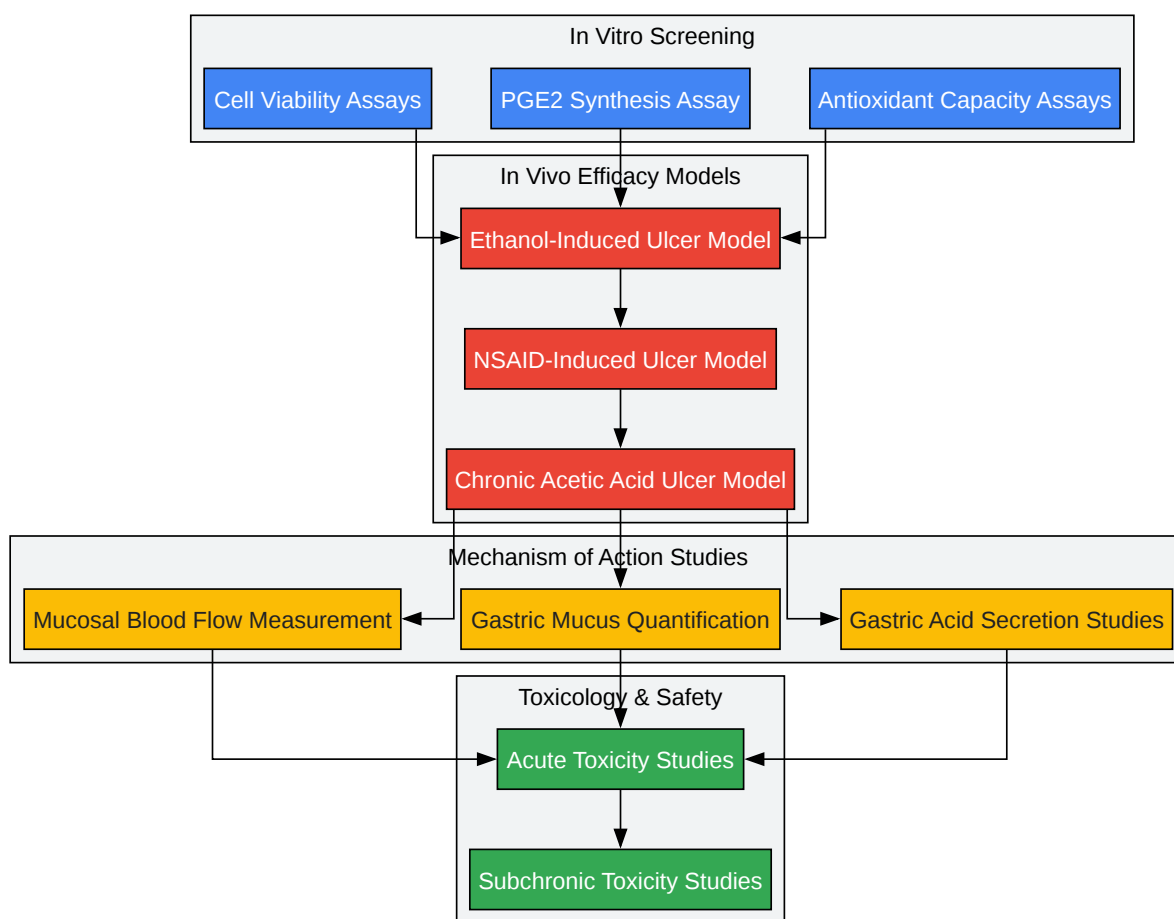 In Vitro Screening
Cell Viability Assays
PGE2 Synthesis Assay
Antioxidant Capacity Assays
In Vivo Efficacy Models
Ethanol-Induced Ulcer Model
NSAID-Induced Ulcer Model
Chronic Acetic Acid Ulcer Model
Mechanism of Action Studies
Mucosal Blood Flow Measurement
Gastric Mucus Quantification
Gastric Acid Secretion Studies
Toxicology & Safety
Acute Toxicity Studies
Subchronic Toxicity Studies